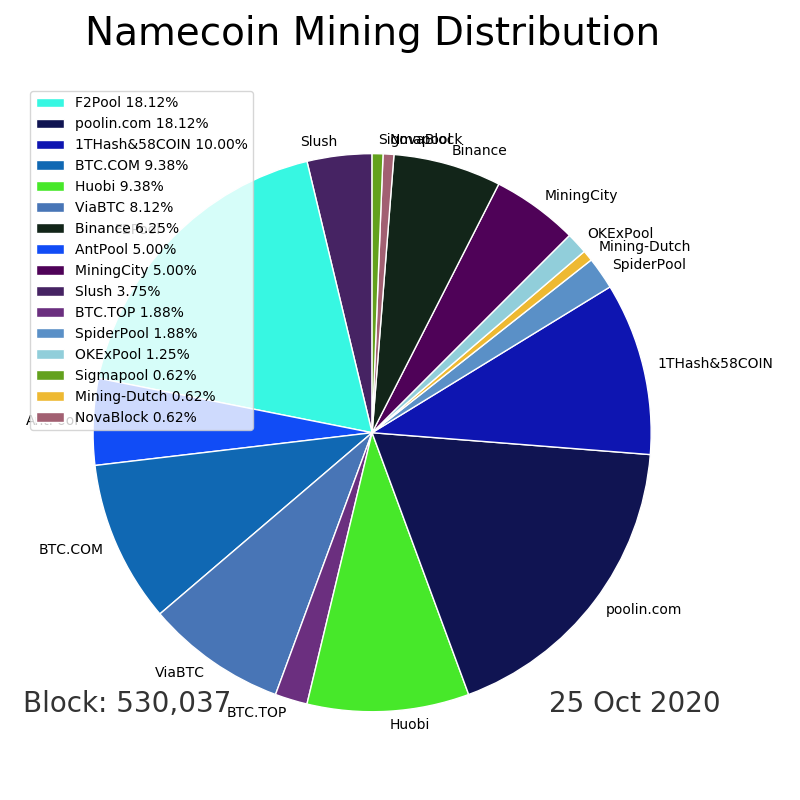 Namecoin Mining Distribution
F2Pool 18.12%
poolin.com 18.12%
1THash&58COIN 10.00%
BTC.COM 9.38%
Huobi 9.38%
ViaBTC 8.12%
Binance 6.25%
AntPool 5.00%
MiningCity 5.00%
Slush 3.75%
BTC.TOP 1.88%
SpiderPool 1.88%
OKExPool 1.25%
Sigmapool 0.62%
Mining-Dutch 0.62%
NovaBlock 0.62%
Slush
Sigmapool
NovaBlock
Binance
MiningCity
OKExPool
Mining-Dutch
SpiderPool
1THash&58COIN
poolin.com
Huobi
BTC.TOP
ViaBTC
BTC.COM
AntPool
Block: 530,037
25 Oct 2020